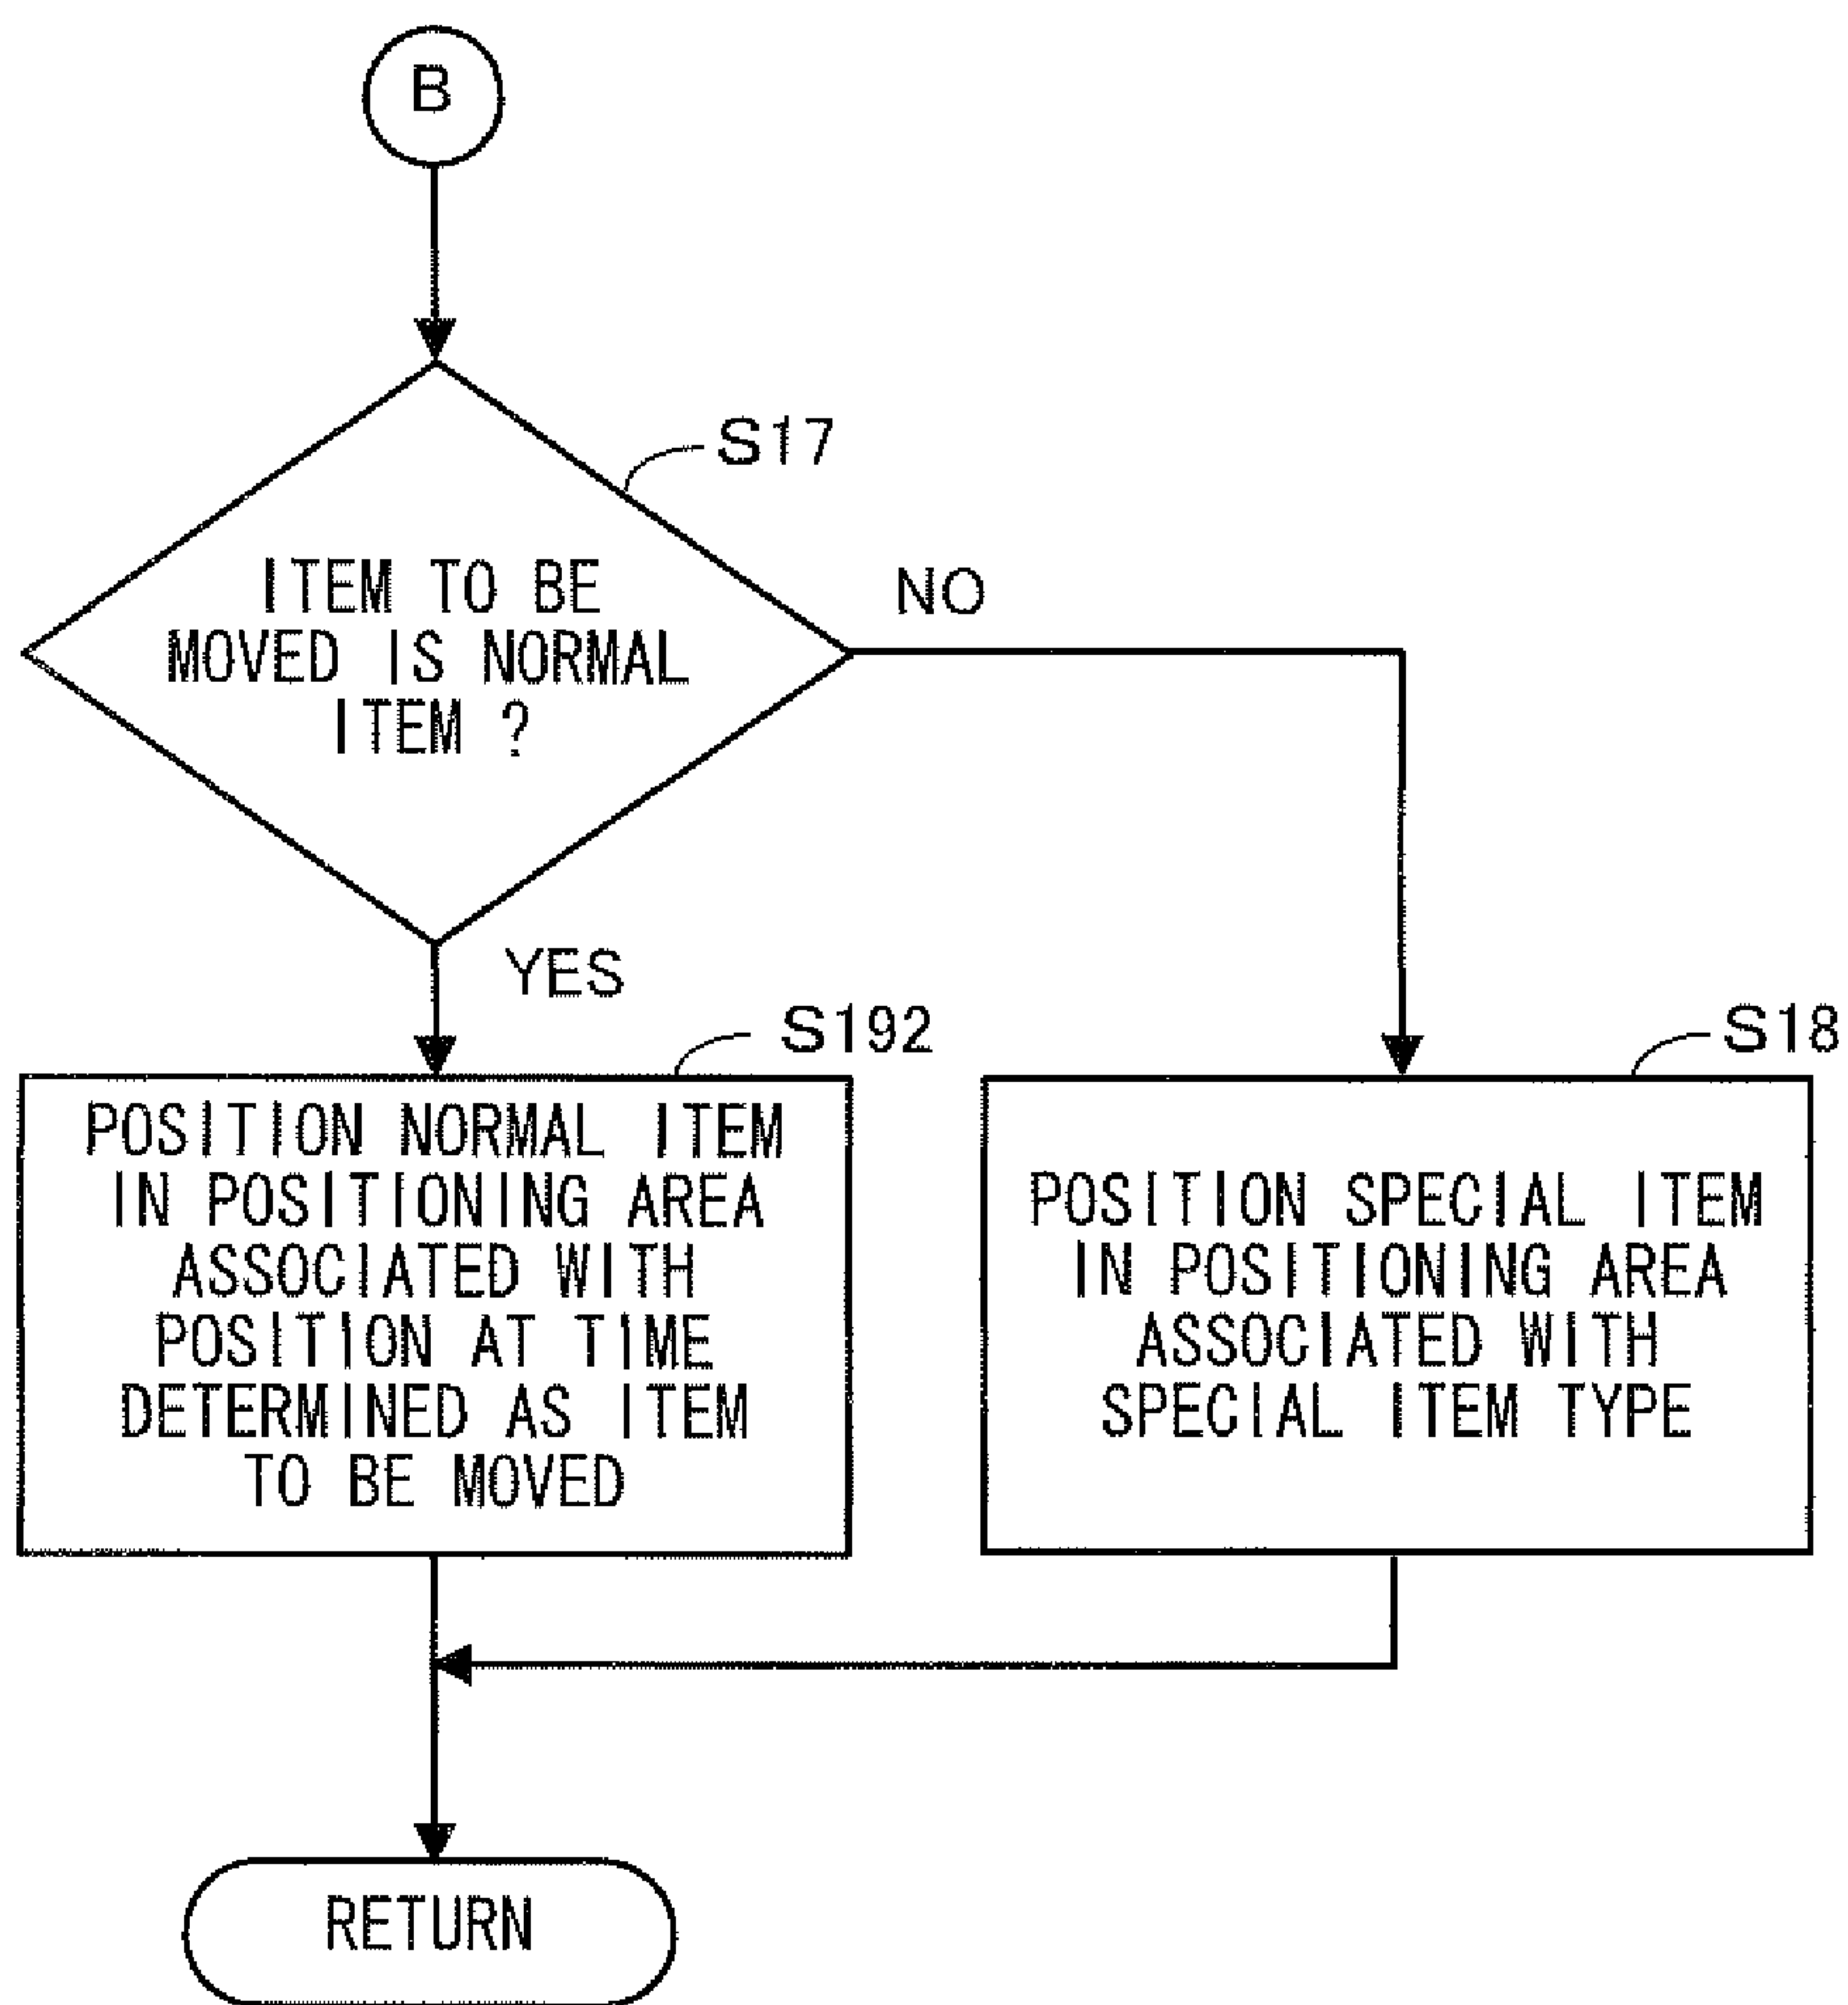 B
S17
ITEM TO BE
MOVED IS NORMAL
ITEM ?
NO
YES
S192
POSITION NORMAL ITEM
IN POSITIONING AREA
ASSOCIATED WITH
POSITION AT TIME
DETERMINED AS ITEM
TO BE MOVED
S18
POSITION SPECIAL ITEM
IN POSITIONING AREA
ASSOCIATED WITH
SPECIAL ITEM TYPE
RETURN